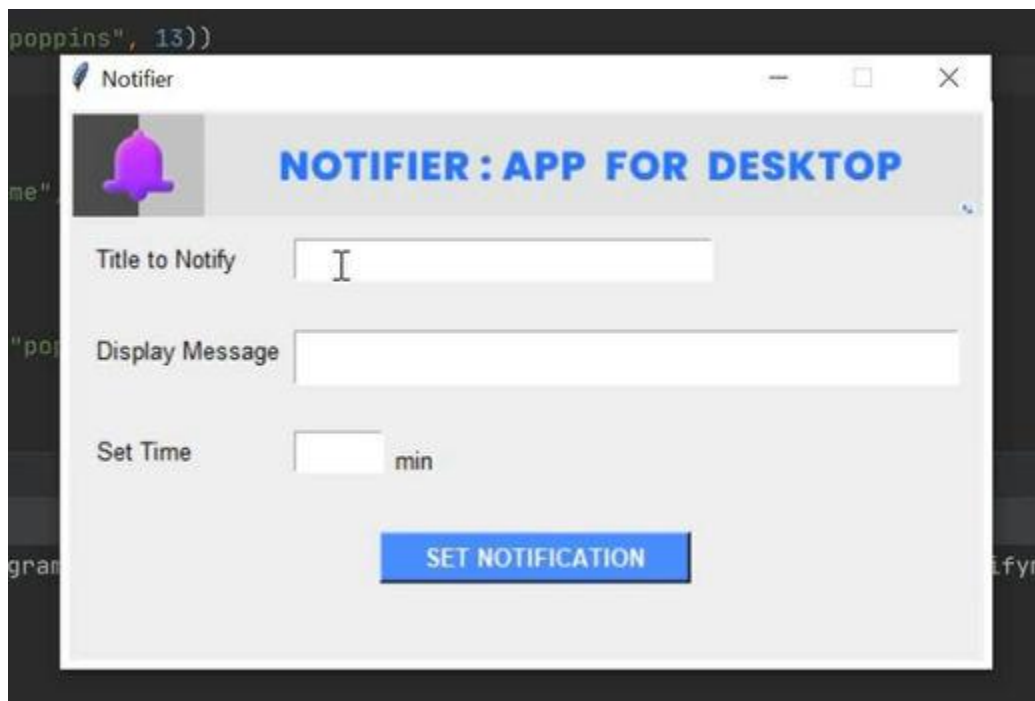 poppins", 13))
Notifier
NOTIFIER : APP FOR DESKTOP
me",
Title to Notify
"pop
Display Message
Set Time
min
SET NOTIFICATION
gram
ifyn